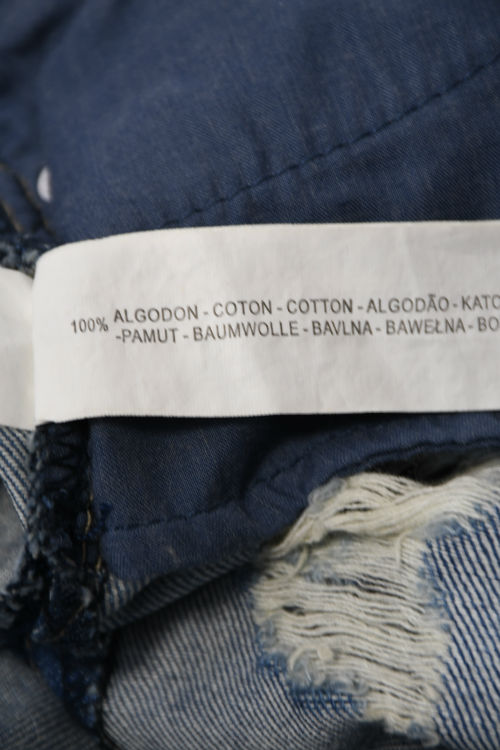 100% ALGODON - COTON - COTTON - ALGODÃO - KATO
-PAMUT - BAUMWOLLE - BAVLNA - BAWEŁNA - BO